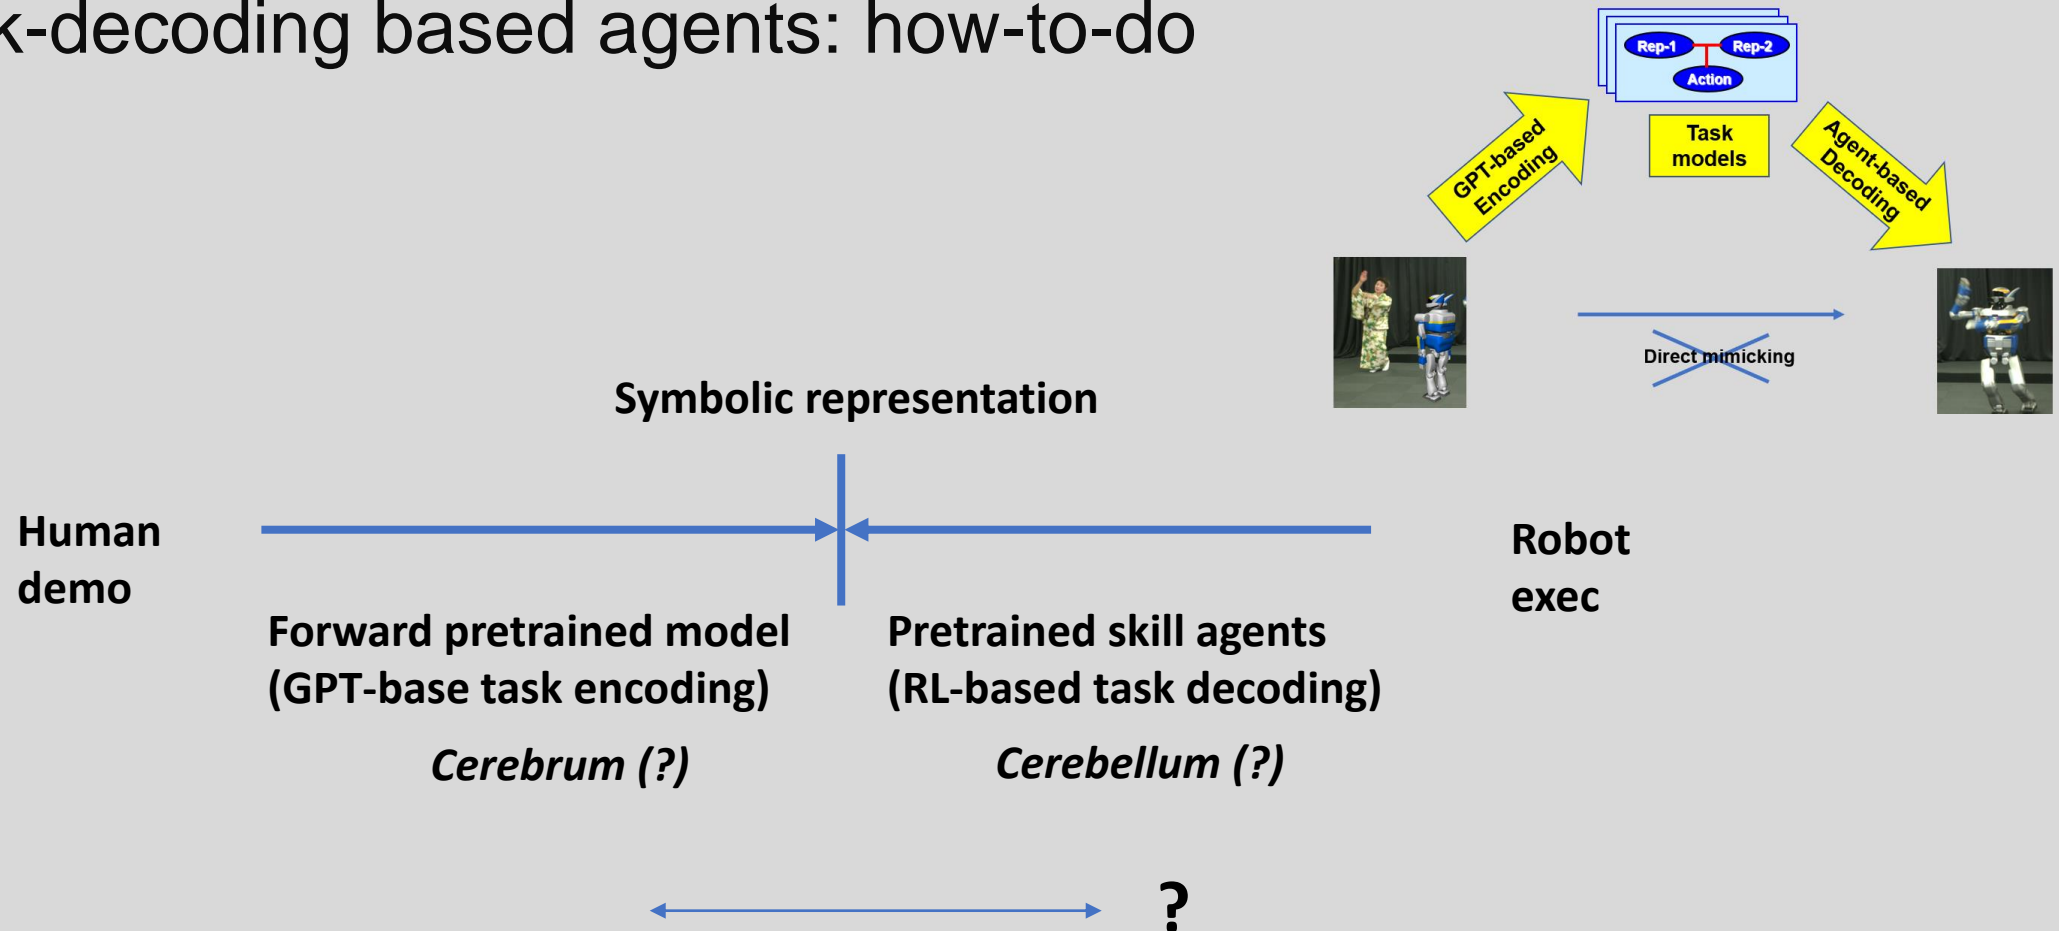 k-decoding based agents: how-to-do
Rep-1
Rep-2
Action
Task
models
GPT-based
Encoding
Agent-based
Decoding
Direct mimicking
Symbolic representation
Human
demo
Robot
exec
Forward pretrained model
(GPT-base task encoding)
Cerebrum (?)
Pretrained skill agents
(RL-based task decoding)
Cerebellum (?)
?